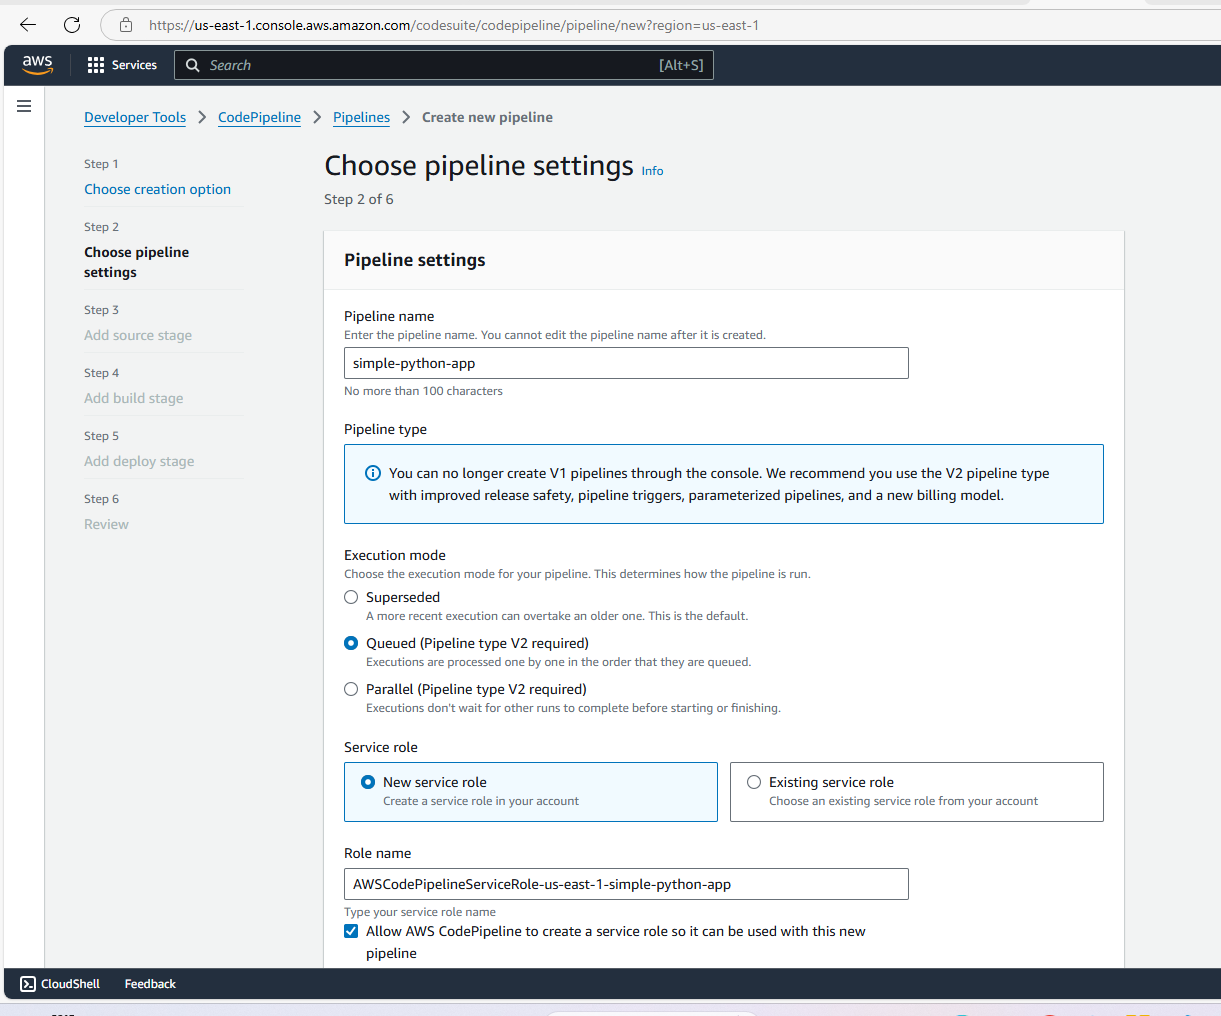 https://us-east-1.console.aws.amazon.com/codesuite/codepipeline/pipeline/new?region=us-east-1
aws
Services
Search
[Alt+S]
Developer Tools > CodePipeline > Pipelines > Create new pipeline
Step 1
Choose creation option
Step 2
Choose pipeline
settings
Step 3
Add source stage
Step 4
Add build stage
Step 5
Add deploy stage
Step 6
Review
Choose pipeline settings Info
Step 2 of 6
Pipeline settings
Pipeline name
Enter the pipeline name. You cannot edit the pipeline name after it is created.
simple-python-app
No more than 100 characters
Pipeline type
You can no longer create V1 pipelines through the console. We recommend you use the V2 pipeline type
with improved release safety, pipeline triggers, parameterized pipelines, and a new billing model.
Execution mode
Choose the execution mode for your pipeline. This determines how the pipeline is run.
Superseded
A more recent execution can overtake an older one. This is the default.
Queued (Pipeline type V2 required)
Executions are processed one by one in the order that they are queued.
Parallel (Pipeline type V2 required)
Executions don't wait for other runs to complete before starting or finishing.
Service role
New service role
Create a service role in your account
Existing service role
Choose an existing service role from your account
Role name
AWSCodePipelineServiceRole-us-east-1-simple-python-app
Type your service role name
Allow AWS CodePipeline to create a service role so it can be used with this new
pipeline
CloudShell
Feedback